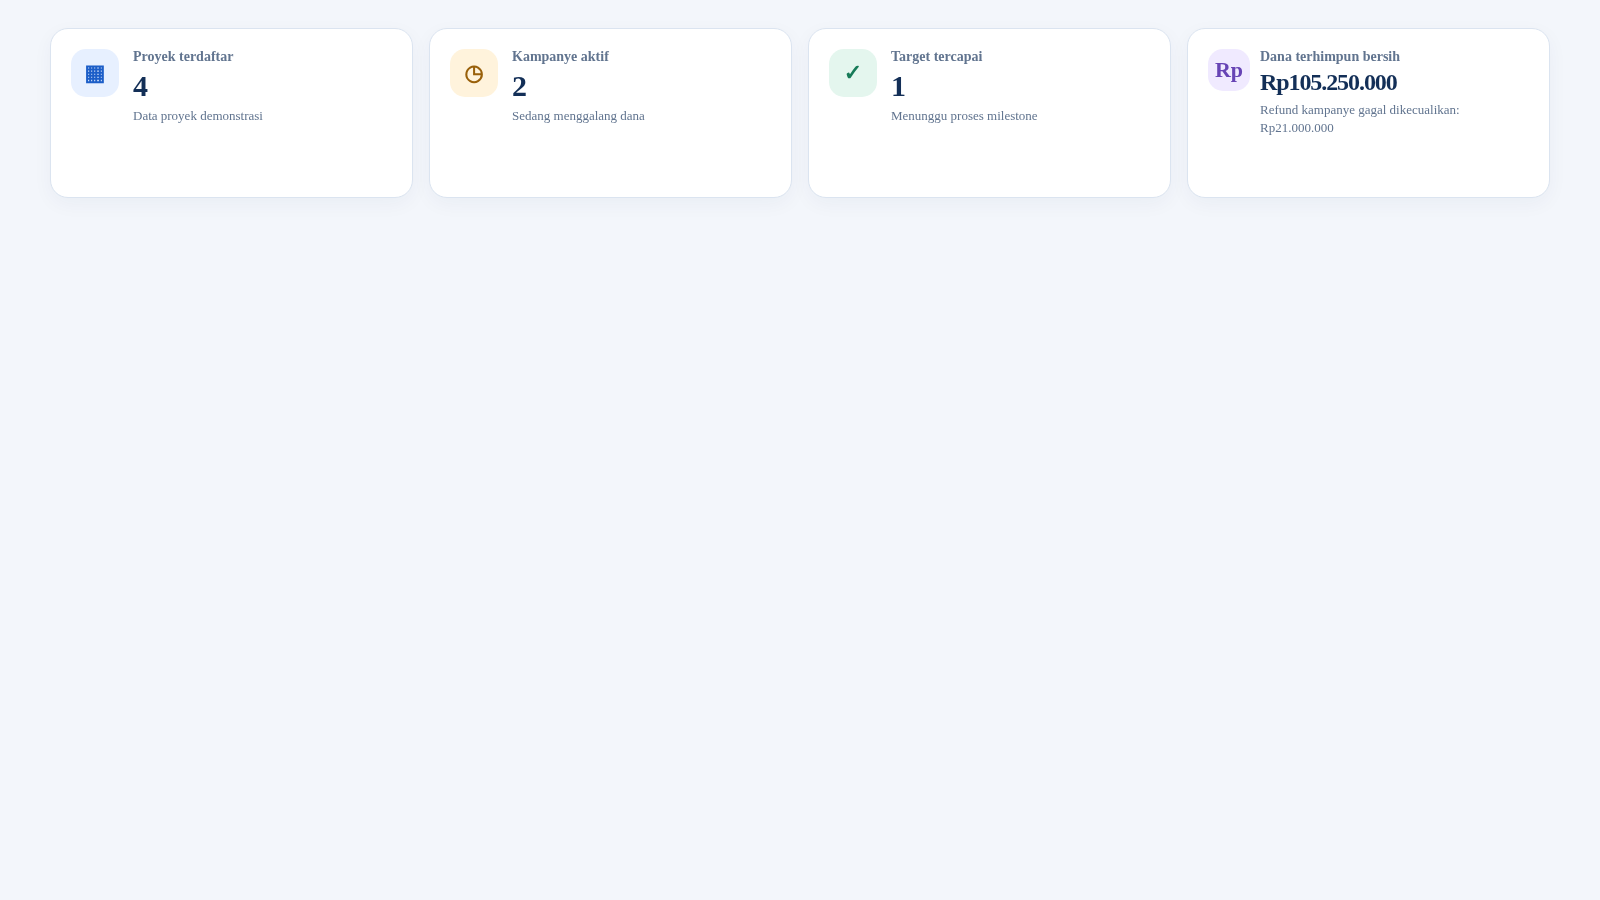 Proyek terdaftar
4
Data proyek demonstrasi
Kampanye aktif
2
Sedang menggalang dana
✓
Target tercapai
1
Menunggu proses milestone
Rp
Dana terhimpun bersih
Rp105.250.000
Refund kampanye gagal dikecualikan:
Rp21.000.000